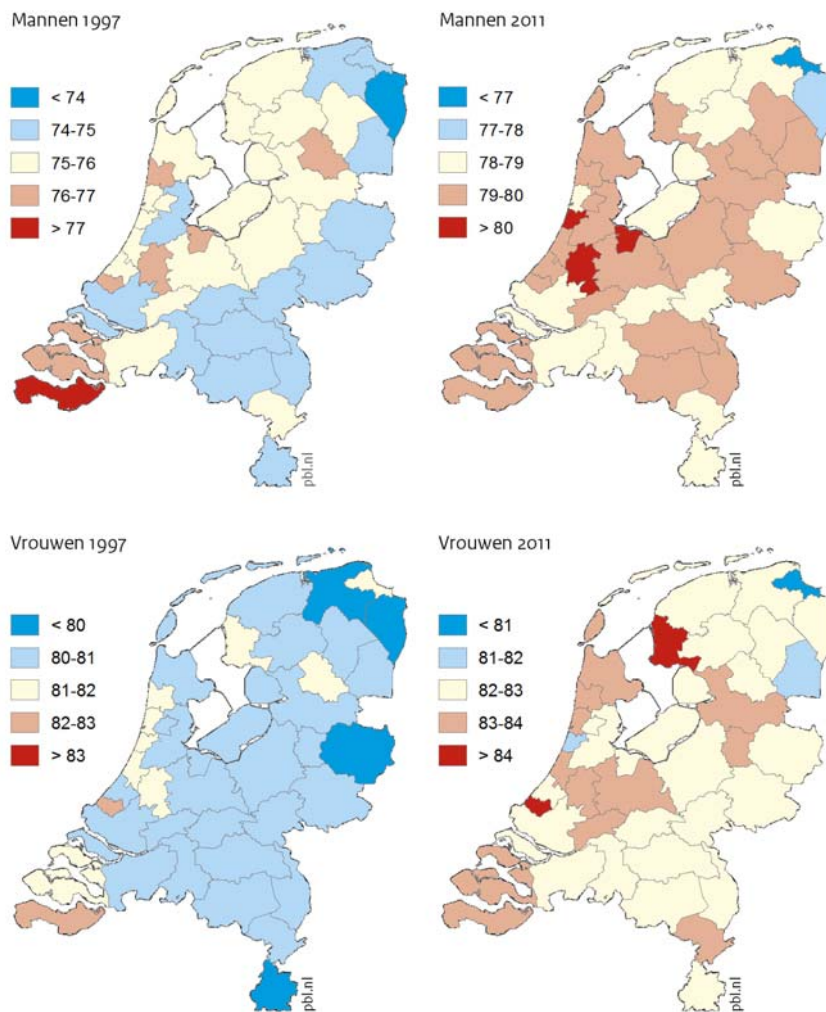 Mannen 1997
< 74
74-75
75-76
76-77
> 77
pbl.nl
Mannen 2011
< 77
77-78
78-79
79-80
> 80
pbl.nl
Vrouwen 1997
< 80
80-81
81-82
82-83
> 83
pbl.nl
Vrouwen 2011
< 81
81-82
82-83
83-84
> 84
pbl.nl